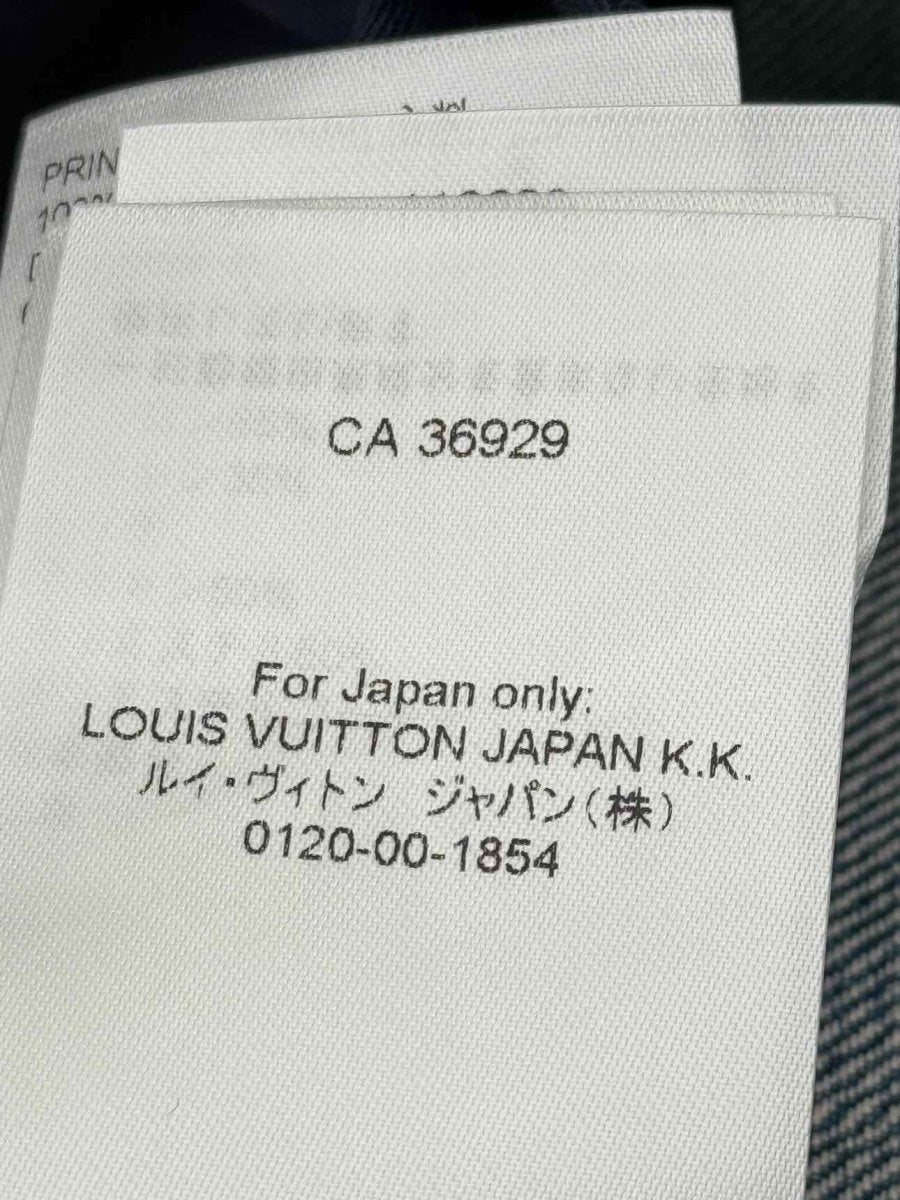 PRIN
CA 36929
For Japan only:
LOUIS VUITTON JAPAN K.K.
ルイ・ヴィトン　ジャパン(株)
0120-00-1854